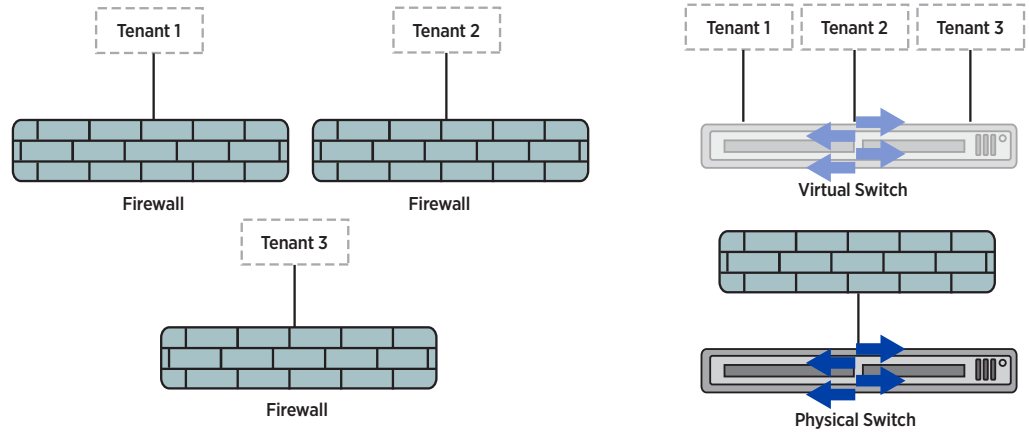 Tenant 1
Tenant 2
Firewall
Firewall
Tenant 3
Firewall
Tenant 1
Tenant 2
Tenant 3
Virtual Switch
Physical Switch